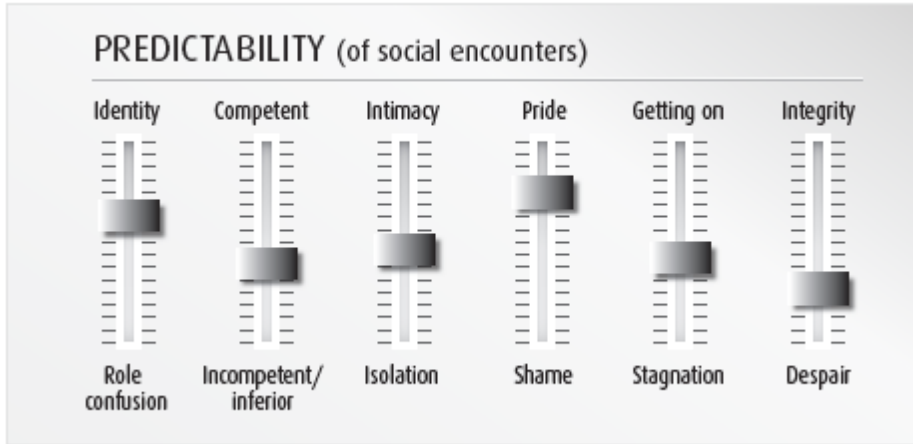 PREDICTABILITY (of social encounters)
Identity
Competent
Intimacy
Pride
Getting on
Integrity
Role
confusion
Incompetent/
inferior
Isolation
Shame
Stagnation
Despair